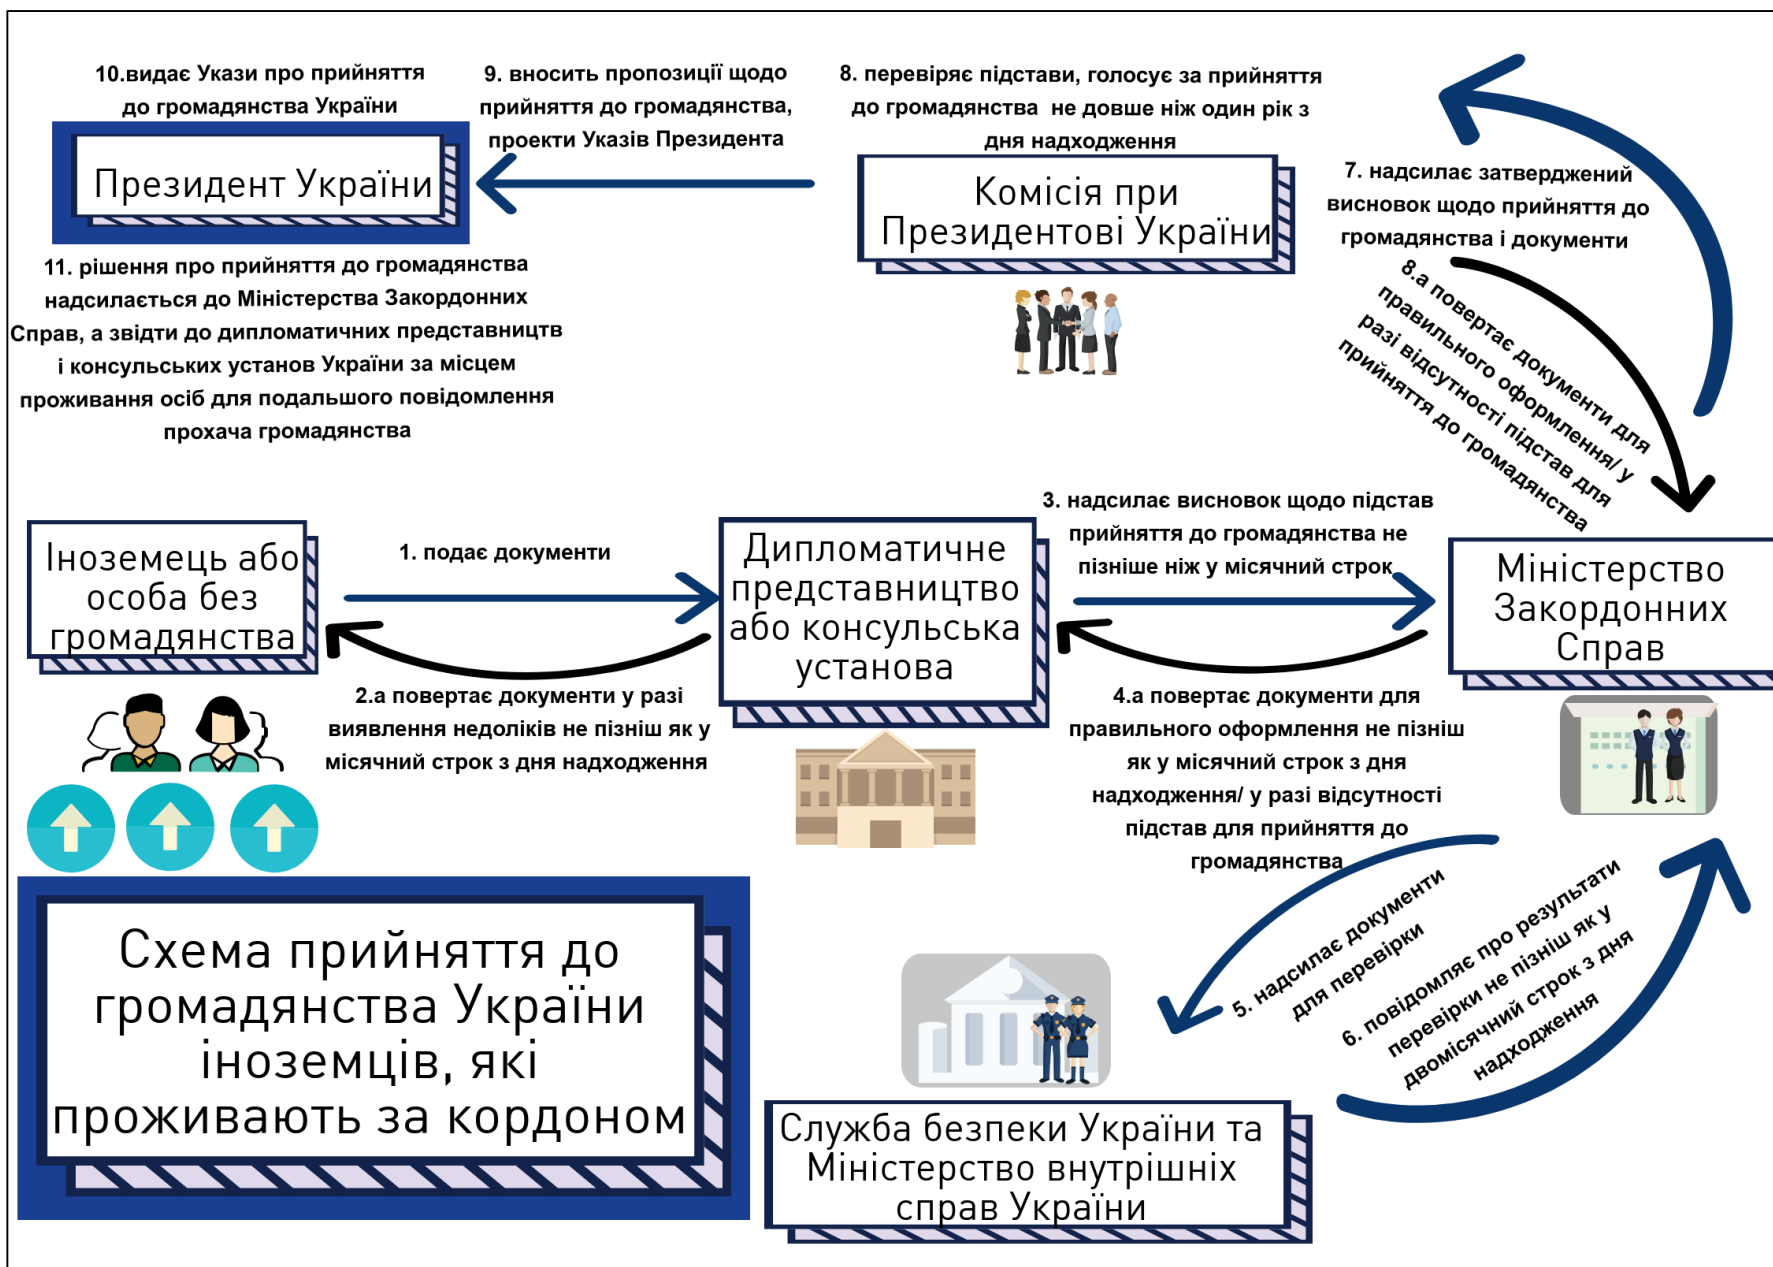 10.видає Укази про прийняття
до громадянства України
Президент України
9. вносить пропозиції щодо
прийняття до громадянства,
проекти Указів Президента
8. перевіряє підстави, голосує за прийняття
до громадянства не довше ніж один рік з
дня надходження
Комісія при
Президентові України
7. надсилає затверджений
висновок щодо прийняття до
громадянства і документи
8.а повертає документи для
правильного оформлення/ у
разі відсутності підстав для
прийняття до громадянства
11. рішення про прийняття до громадянства
надсилається до Міністерства Закордонних
Справ, а звідти до дипломатичних представництв
і консульських установ України за місцем
проживання осіб для подальшого повідомлення
прохача громадянства
Іноземець або
особа без
громадянства
1. подає документи
2.а повертає документи у разі
виявлення недоліків не пізніш як у
місячний строк з дня надходження
Дипломатичне
представництво
або консульська
установа
3. надсилає висновок щодо підстав
прийняття до громадянства не
пізніше ніж у місячний строк
4.а повертає документи для
правильного оформлення не пізніш
як у місячний строк з дня
надходження/ у разі відсутності
підстав для прийняття до
громадянства
Міністерство
Закордонних
Справ
5. надсилає документи
для перевірки
6. повідомляє про результати
перевірки не пізніш як у
двомісячний строк з дня
надходження
Служба безпеки України та
Міністерство внутрішніх
справ України
Схема прийняття до
громадянства України
іноземців, які
проживають за кордоном